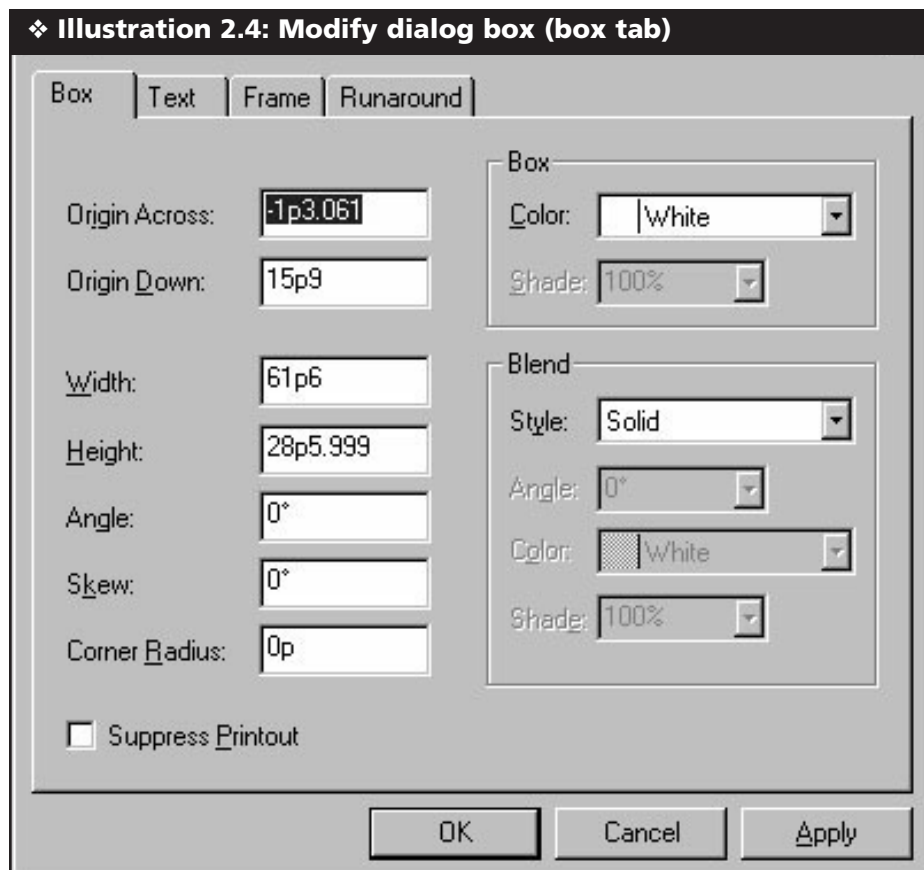 ❖ Illustration 2.4: Modify dialog box (box tab)
Box Text Frame Runaround
Origin Across: -1p3.061
Origin Down: 15p9
Width: 61p6
Height: 28p5.999
Angle: 0°
Skew: 0°
Corner Radius: 0p
Suppress Printout
Box
Color: White
Shade: 100%
Blend
Style: Solid
Angle: 0°
Color: White
Shade: 100%
OK Cancel Apply